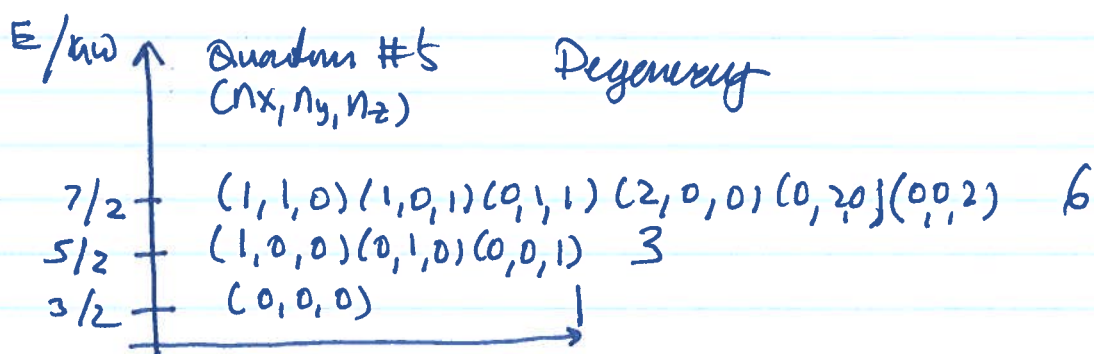 E/ħω Quantum #s Degeneracy
(nx, ny, nz)
7/2 (1,1,0) (1,0,1) (0,1,1) (2,0,0) (0,2,0) (0,0,2) 6
5/2 (1,0,0) (0,1,0) (0,0,1) 3
3/2 (0,0,0) 1